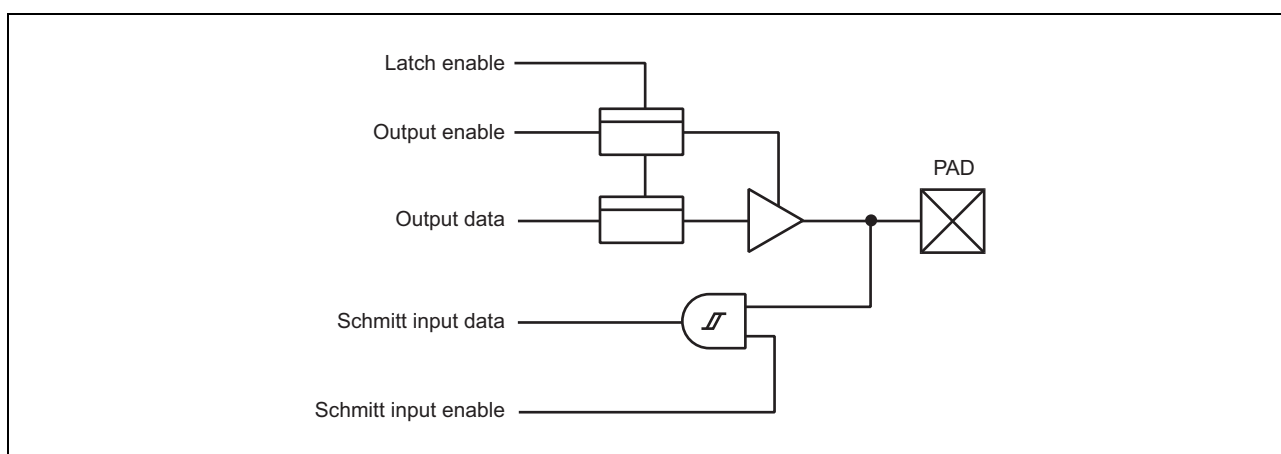 Latch enable
Output enable
PAD
Output data
Schmitt input data
Schmitt input enable